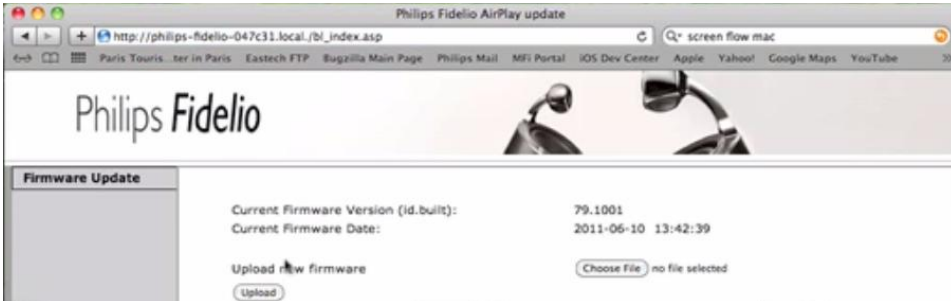 Philips Fidelio AirPlay update
http://philips-fidelio-047c31.local./bl_index.asp
screen flow mac
Paris Touris...ter in Paris Eastech FTP Bugzilla Main Page Philips Mail MFi Portal iOS Dev Center Apple Yahoo! Google Maps YouTube
Philips Fidelio
Firmware Update
Current Firmware Version (id.built): 79.1001
Current Firmware Date: 2011-06-10 13:42:39
Upload new firmware Choose File no file selected
Upload